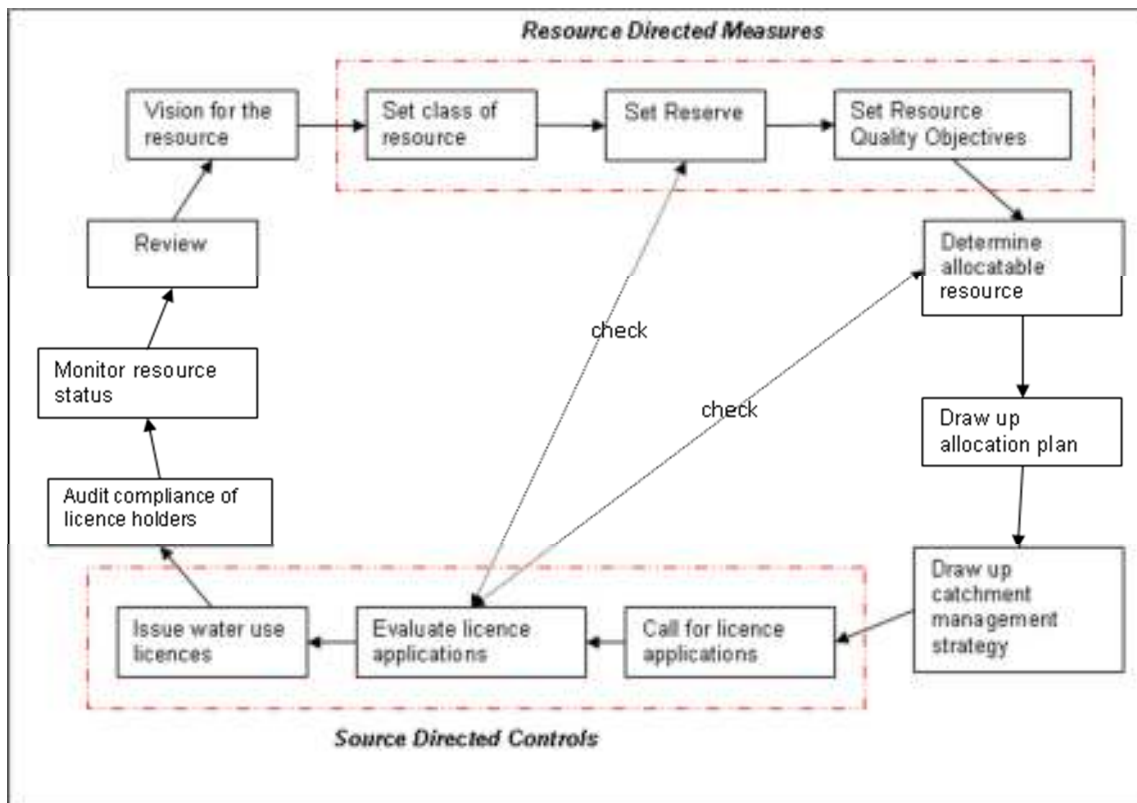 Resource Directed Measures
Vision for the
resource
Set class of
resource
Set Reserve
Set Resource
Quality Objectives
Review
Determine
allocatable
resource
check
Monitor resource
status
check
Draw up
allocation plan
Audit compliance of
licence holders
Draw up
catchment
management
strategy
Issue water use
licences
Evaluate licence
applications
Call for licence
applications
Source Directed Controls